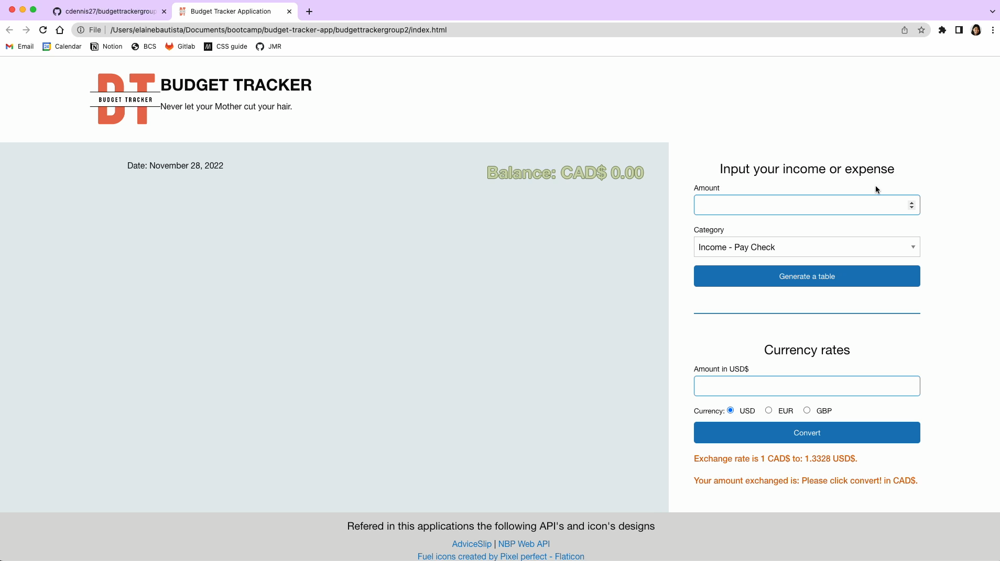 cdennis27/budgettrackergroup
Budget Tracker Application
File
/Users/elainebautista/Documents/bootcamp/budget-tracker-app/budgettrackergroup2/index.html
Email
24
Calendar
Notion
BCS
Gitlab
CSS guide
JMR
BT
BUDGET TRACKER
BUDGET TRACKER
Never let your Mother cut your hair.
Date: November 28, 2022
Balance: CAD$ 0.00
Input your income or expense
Amount
Category
Income - Pay Check
Generate a table
Currency rates
Amount in USD$
Currency: USD EUR GBP
Convert
Exchange rate is 1 CAD$ to: 1.3328 USD$.
Your amount exchanged is: Please click convert! in CAD$.
Refered in this applications the following API's and icon's designs
AdviceSlip | NBP Web API
Fuel icons created by Pixel perfect - Flaticon